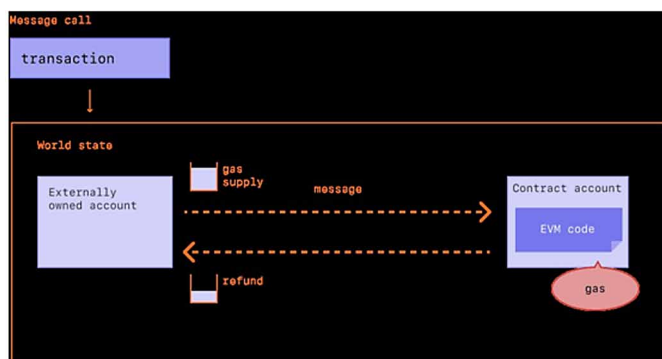 Message call
transaction
World state
Externally
owned account
gas
supply
message
Contract account
EVM code
refund
gas